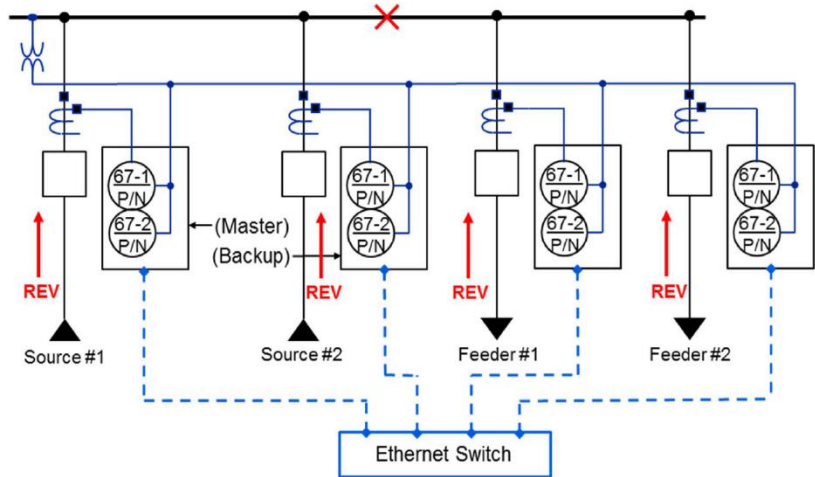 67-1
P/N
67-2
P/N
67-1
P/N
67-2
P/N
67-1
P/N
67-2
P/N
67-1
P/N
67-2
P/N
(Master)
(Backup)
REV
REV
REV
REV
Source #1
Source #2
Feeder #1
Feeder #2
Ethernet Switch